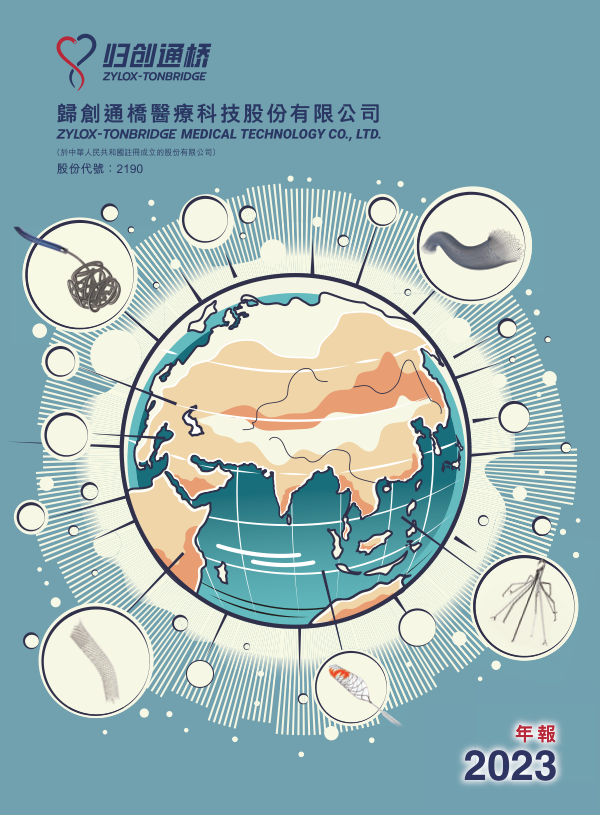 归创通桥
ZYLOX-TONBRIDGE
歸創通橋醫療科技股份有限公司
ZYLOX-TONBRIDGE MEDICAL TECHNOLOGY CO., LTD.
(於中華人民共和國註冊成立的股份有限公司)
股份代號：2190
年報
2023